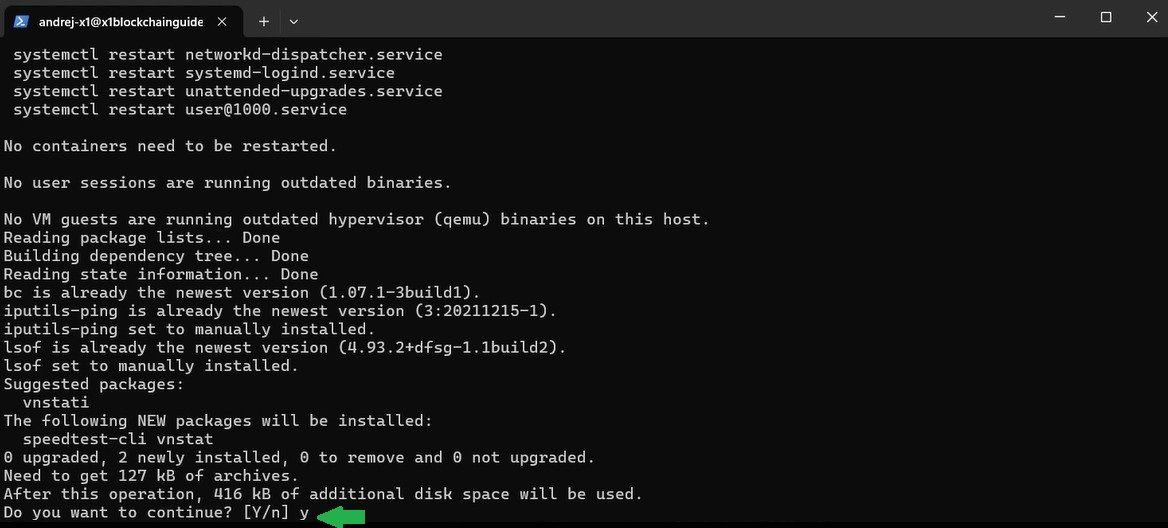 andrej-x1@x1blockchainguide
systemctl restart networkd-dispatcher.service
systemctl restart systemd-logind.service
systemctl restart unattended-upgrades.service
systemctl restart user@1000.service
No containers need to be restarted.
No user sessions are running outdated binaries.
No VM guests are running outdated hypervisor (qemu) binaries on this host.
Reading package lists... Done
Building dependency tree... Done
Reading state information... Done
bc is already the newest version (1.07.1-3build1).
iputils-ping is already the newest version (3:20211215-1).
iputils-ping set to manually installed.
lsof is already the newest version (4.93.2+dfsg-1.1build2).
lsof set to manually installed.
Suggested packages:
vnstati
The following NEW packages will be installed:
speedtest-cli vnstat
0 upgraded, 2 newly installed, 0 to remove and 0 not upgraded.
Need to get 127 kB of archives.
After this operation, 416 kB of additional disk space will be used.
Do you want to continue? [Y/n] y